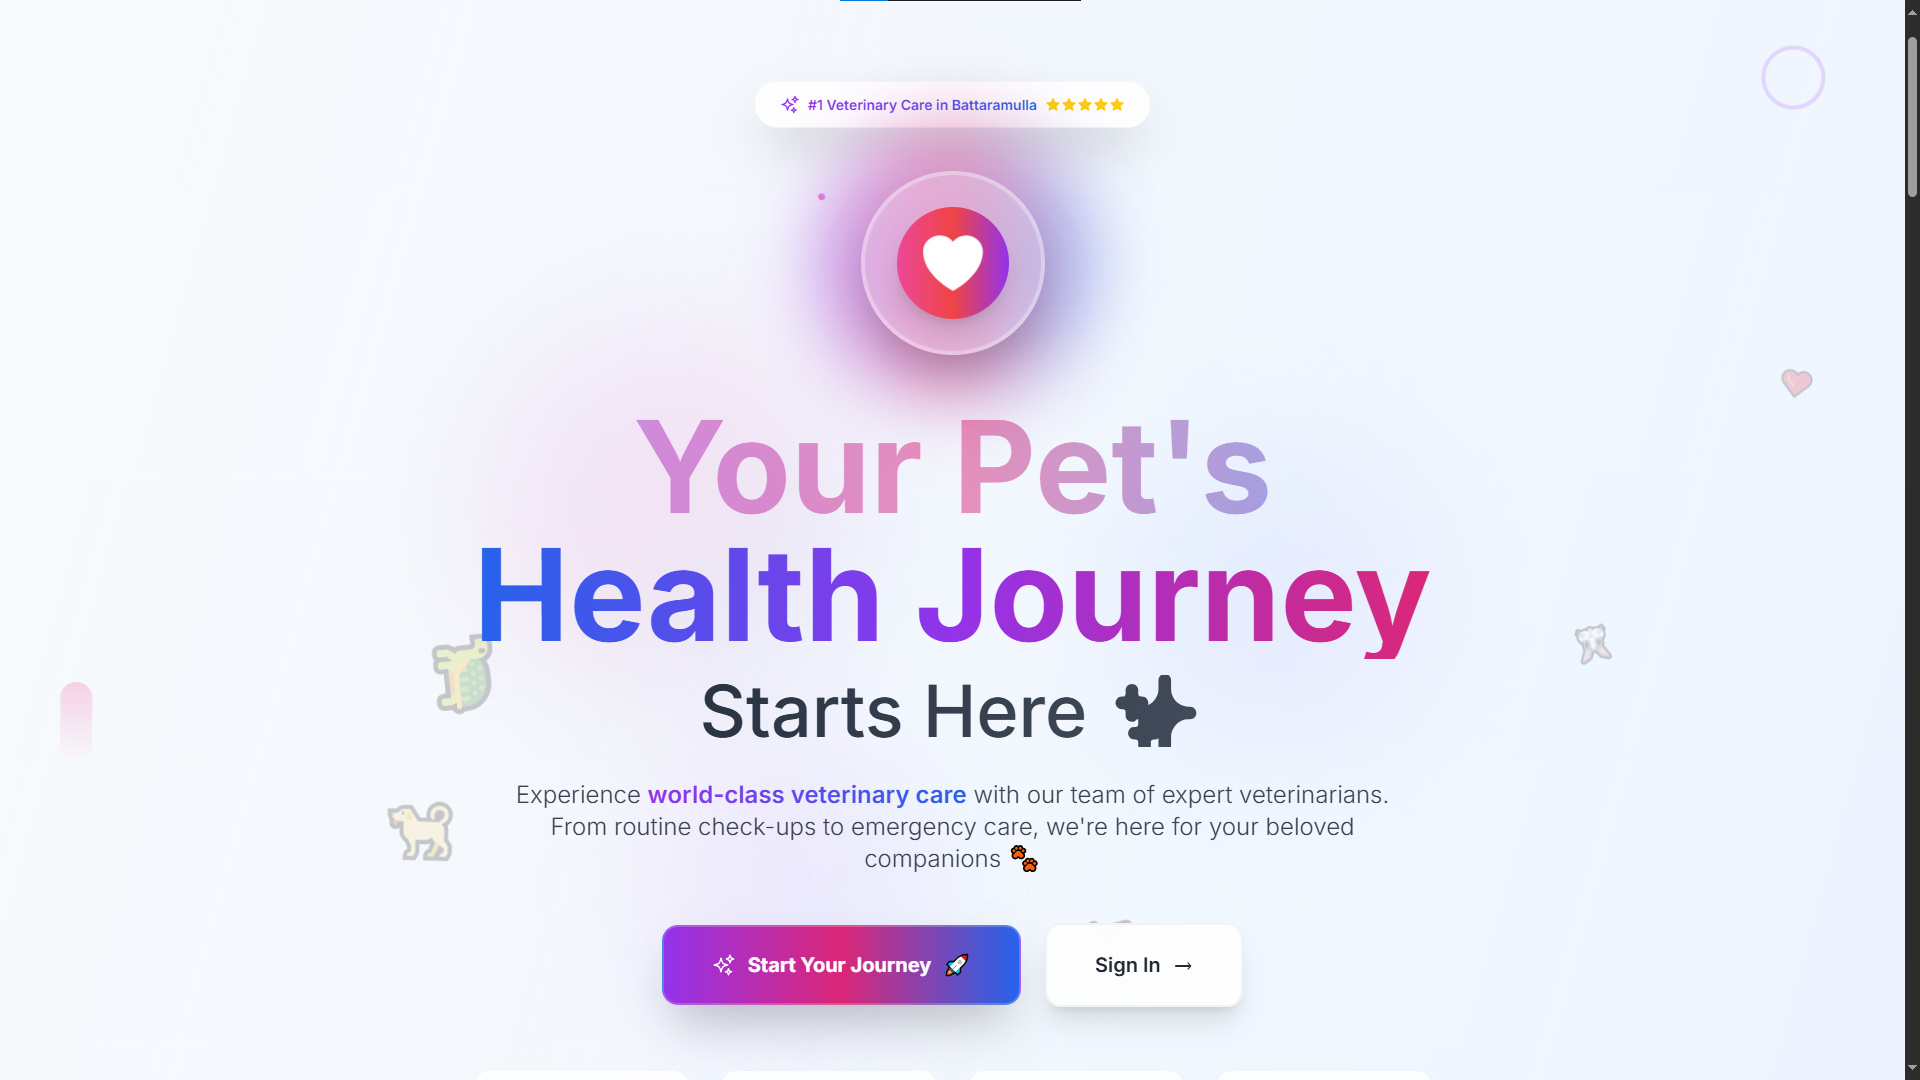 #1 Veterinary Care in Battaramulla
Your Pet's
Health Journey
Starts Here
Experience world-class veterinary care with our team of expert veterinarians.
From routine check-ups to emergency care, we're here for your beloved
companions
Start Your Journey
Sign In →